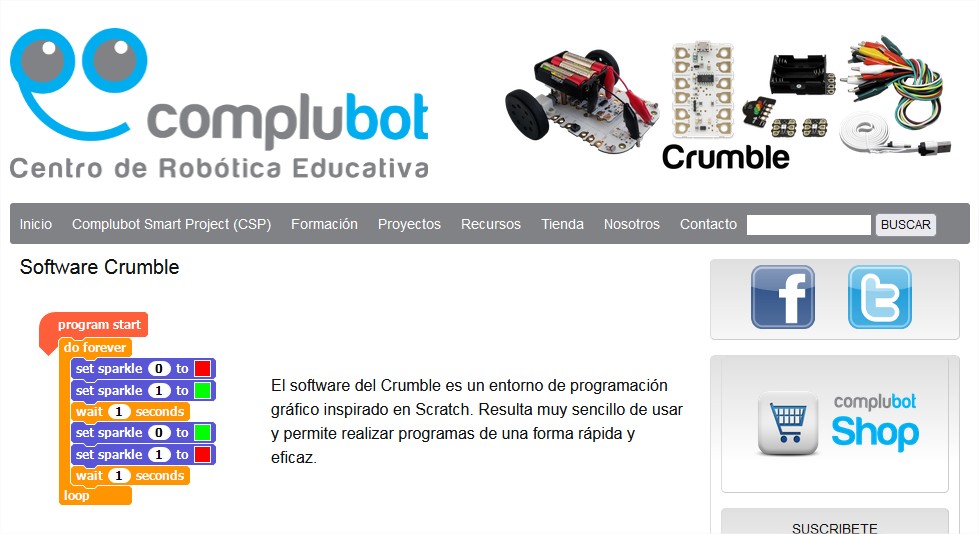 complubot
Centro de Robótica Educativa
Crumble
Inicio Complubot Smart Project (CSP) Formación Proyectos Recursos Tienda Nosotros Contacto BUSCAR
Software Crumble
program start
do forever
set sparkle 0 to
set sparkle 1 to
wait 1 seconds
set sparkle 0 to
set sparkle 1 to
wait 1 seconds
loop
El software del Crumble es un entorno de programación
gráfico inspirado en Scratch. Resulta muy sencillo de usar
y permite realizar programas de una forma rápida y
eficaz.
f t
complubot
Shop
SUSCRIBETE